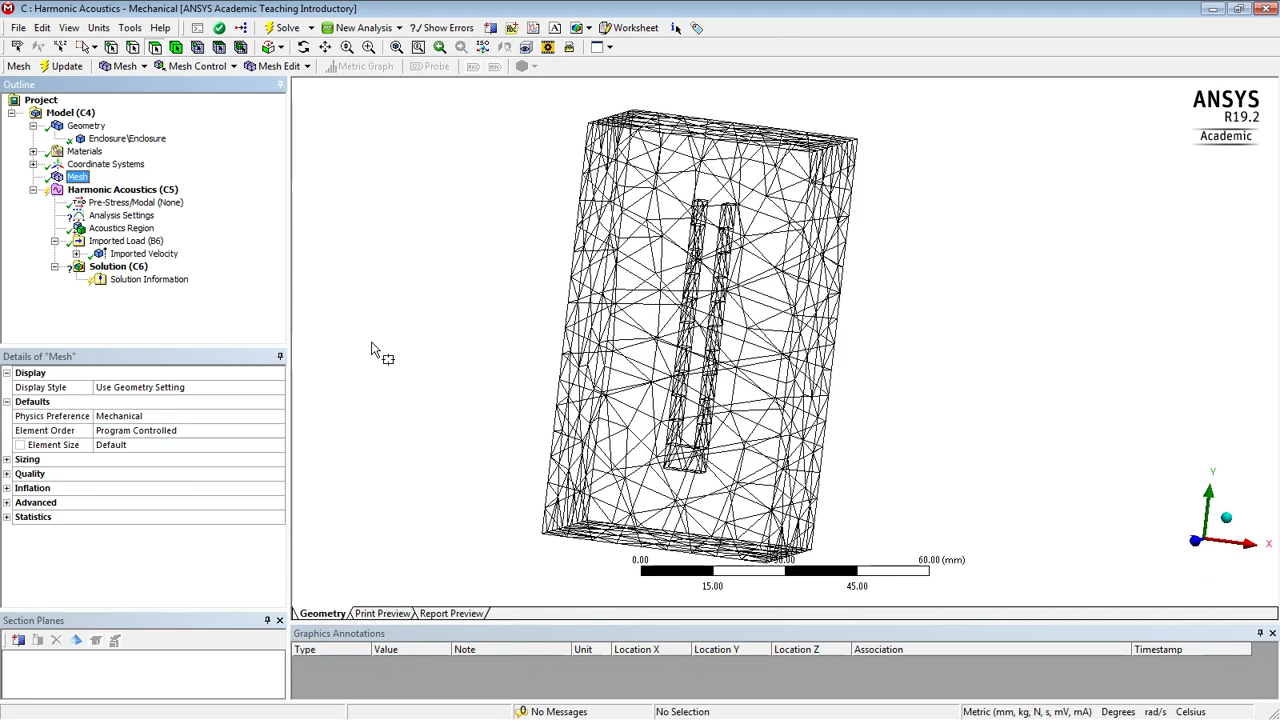 C : Harmonic Acoustics - Mechanical [ANSYS Academic Teaching Introductory]
File Edit View Units Tools Help Solve New Analysis ?/ Show Errors Worksheet
Mesh Update Mesh Mesh Control Mesh Edit Metric Graph Probe
Outline
Project
Model (C4)
Geometry
Enclosure\Enclosure
Materials
Coordinate Systems
Mesh
Harmonic Acoustics (C5)
Pre-Stress/Modal (None)
Analysis Settings
Acoustics Region
Imported Load (B6)
Imported Velocity
Solution (C6)
Solution Information
Details of "Mesh"
Display
Display Style Use Geometry Setting
Defaults
Physics Preference Mechanical
Element Order Program Controlled
Element Size Default
Sizing
Quality
Inflation
Advanced
Statistics
Section Planes
ANSYS
R19.2
Academic
Y
X
0.00 30.00 60.00 (mm)
15.00 45.00
Geometry Print Preview Report Preview
Graphics Annotations
Type Value Note Unit Location X Location Y Location Z Association Timestamp
0 No Messages No Selection Metric (mm, kg, N, s, mV, mA) Degrees rad/s Celsius